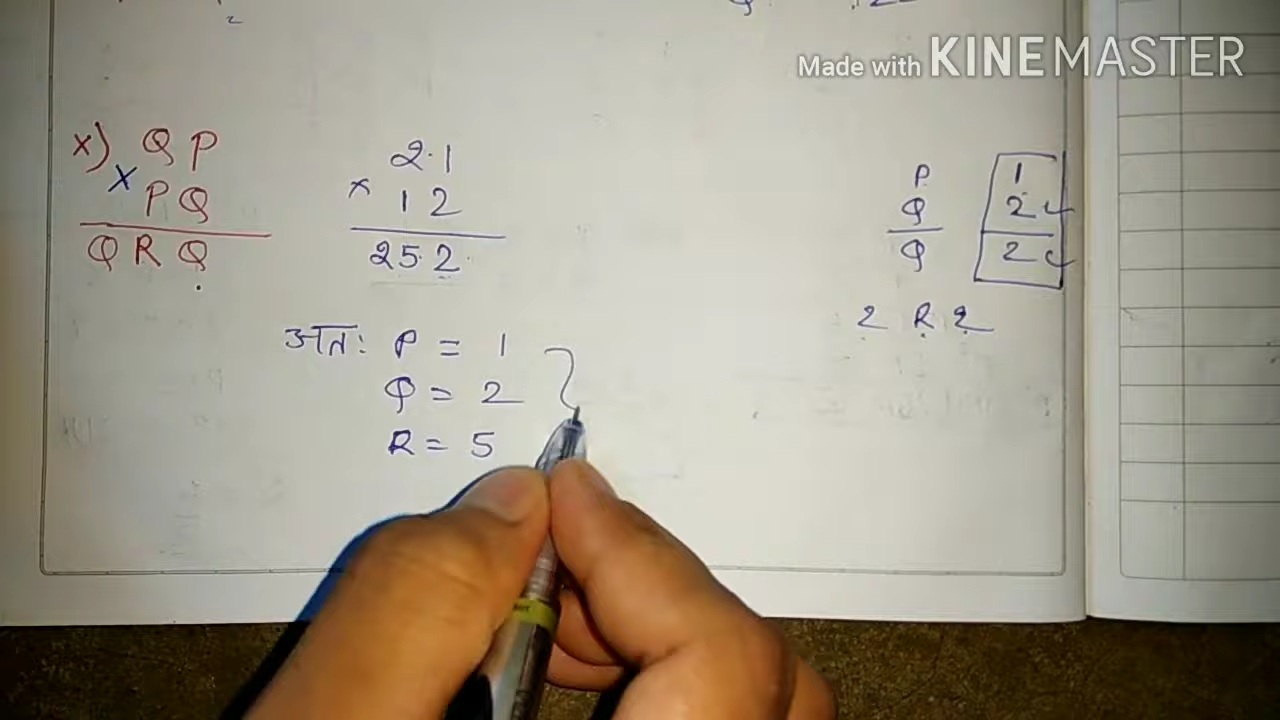 Made with KINEMASTER
x) Q P
x P Q
Q R Q
2 1
x 1 2
2 5 2
P 1
Q 2
Q 2
2 R 2
अतः P = 1
Q = 2
R = 5